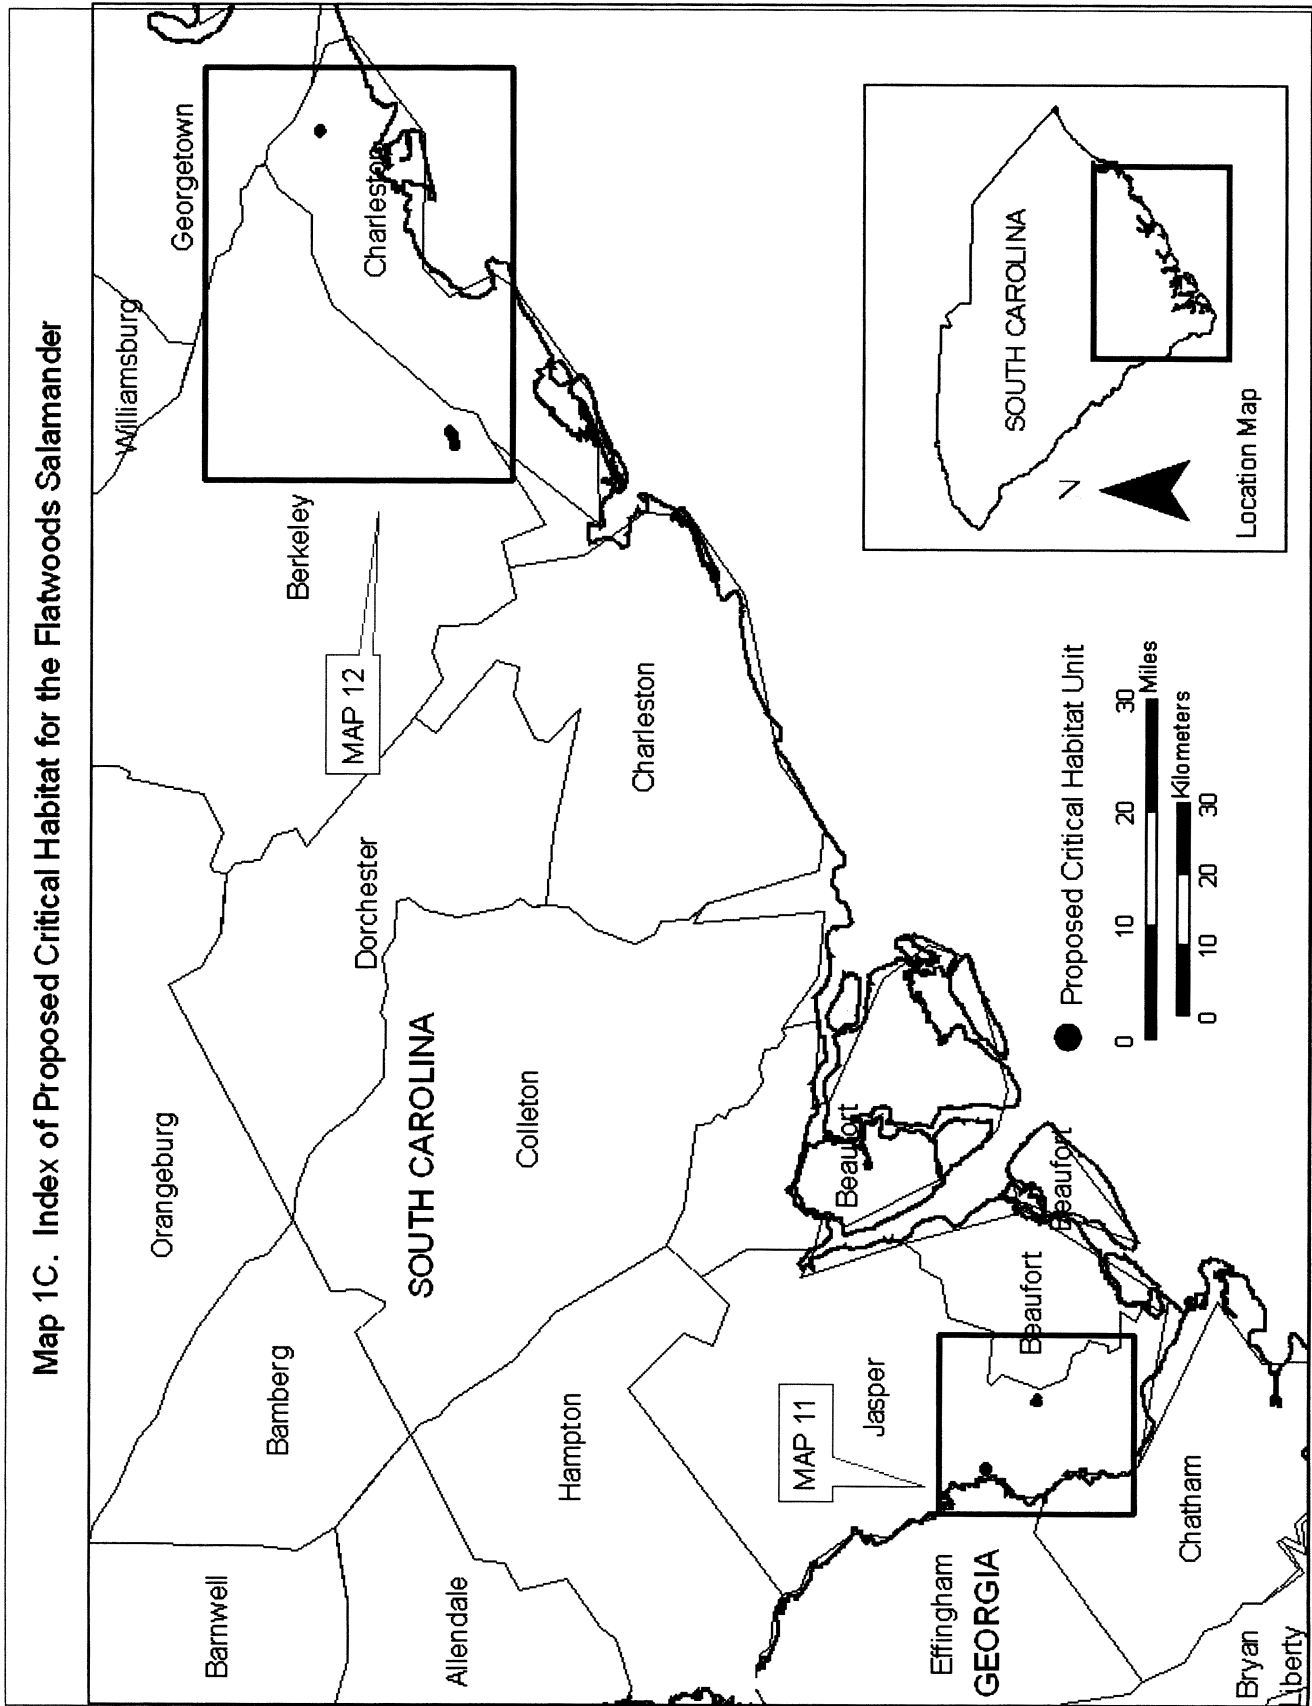 Map 1C. Index of Proposed Critical Habitat for the Flatwoods Salamander
Barnwell
Bamberg
Orangeburg
Williamsburg
Georgetown
Allendale
Hampton
SOUTH CAROLINA
Dorchester
Berkeley
MAP 12
Charleston
Colleton
Charleston
Jasper
MAP 11
Beaufort
Beaufort
Beaufort
Effingham
GEORGIA
Chatham
Bryan
Liberty
Proposed Critical Habitat Unit
0 10 20 30
Miles
Kilometers
0 10 20 30
SOUTH CAROLINA
N
Location Map